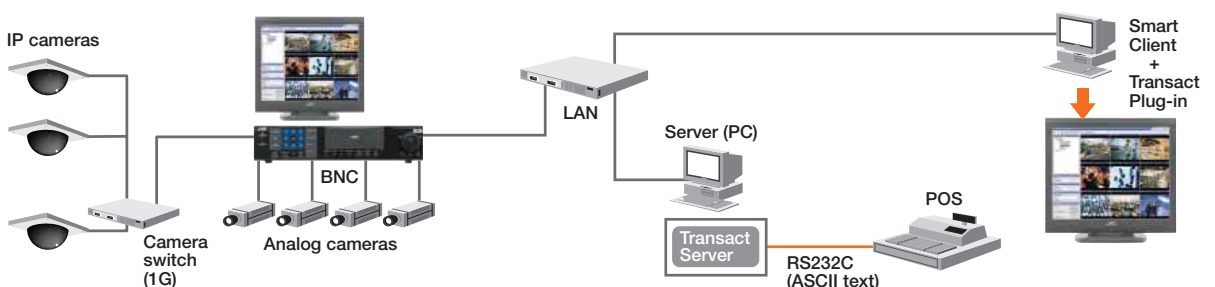 IP cameras
Camera
switch
(1G)
BNC
Analog cameras
LAN
Server (PC)
Transact
Server
RS232C
(ASCII text)
POS
Smart
Client
+
Transact
Plug-in